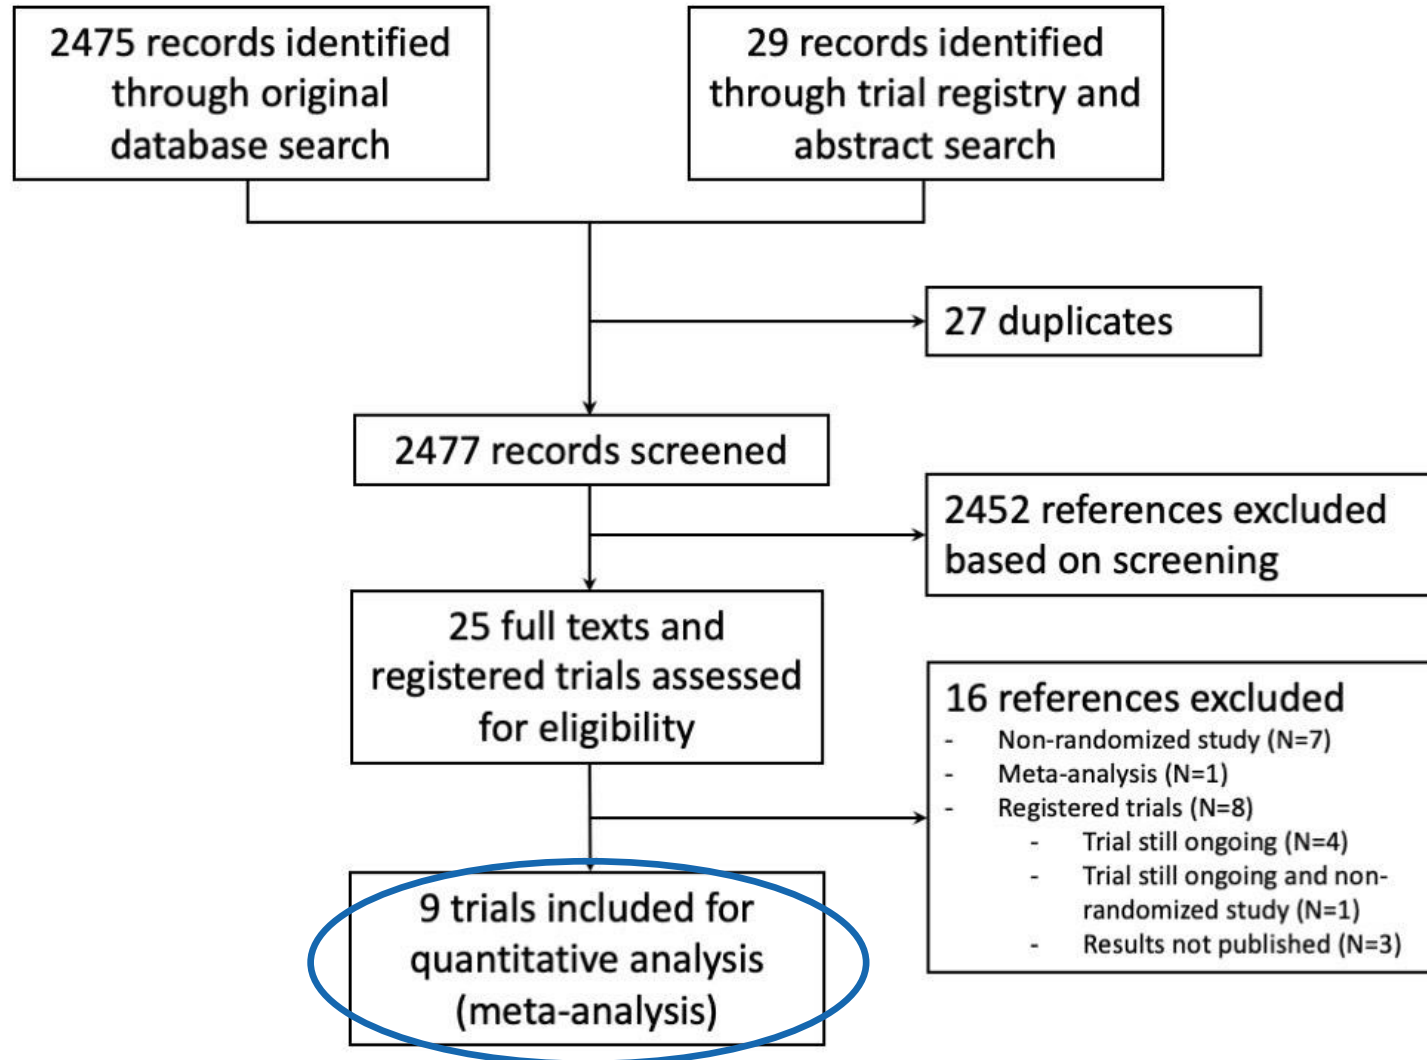 2475 records identified
through original
database search
29 records identified
through trial registry and
abstract search
27 duplicates
2477 records screened
2452 references excluded
based on screening
25 full texts and
registered trials assessed
for eligibility
16 references excluded
- Non-randomized study (N=7)
- Meta-analysis (N=1)
- Registered trials (N=8)
- Trial still ongoing (N=4)
- Trial still ongoing and non-
randomized study (N=1)
- Results not published (N=3)
9 trials included for
quantitative analysis
(meta-analysis)